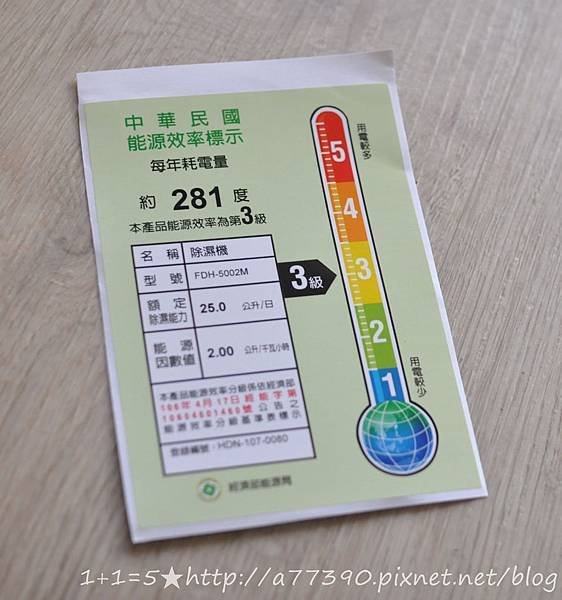 中華民國
能源效率標示
每年耗電量
約 281 度
本產品能源效率為第3級
名稱 除濕機
型號 FDH-5002M
額定除濕能力 25.0 公升/日
能源因數值 2.00 公升/千瓦小時
本產品能源效率分級係依經濟部
106年4月17日經能字第
10604601460號公告之
能源效率分級基準表標示
登錄編號：HDN-107-0080
經濟部能源局
用電較多
5
4
3
2
1
用電較少
3級
1+1=5★http://a77390.pixnet.net/blog